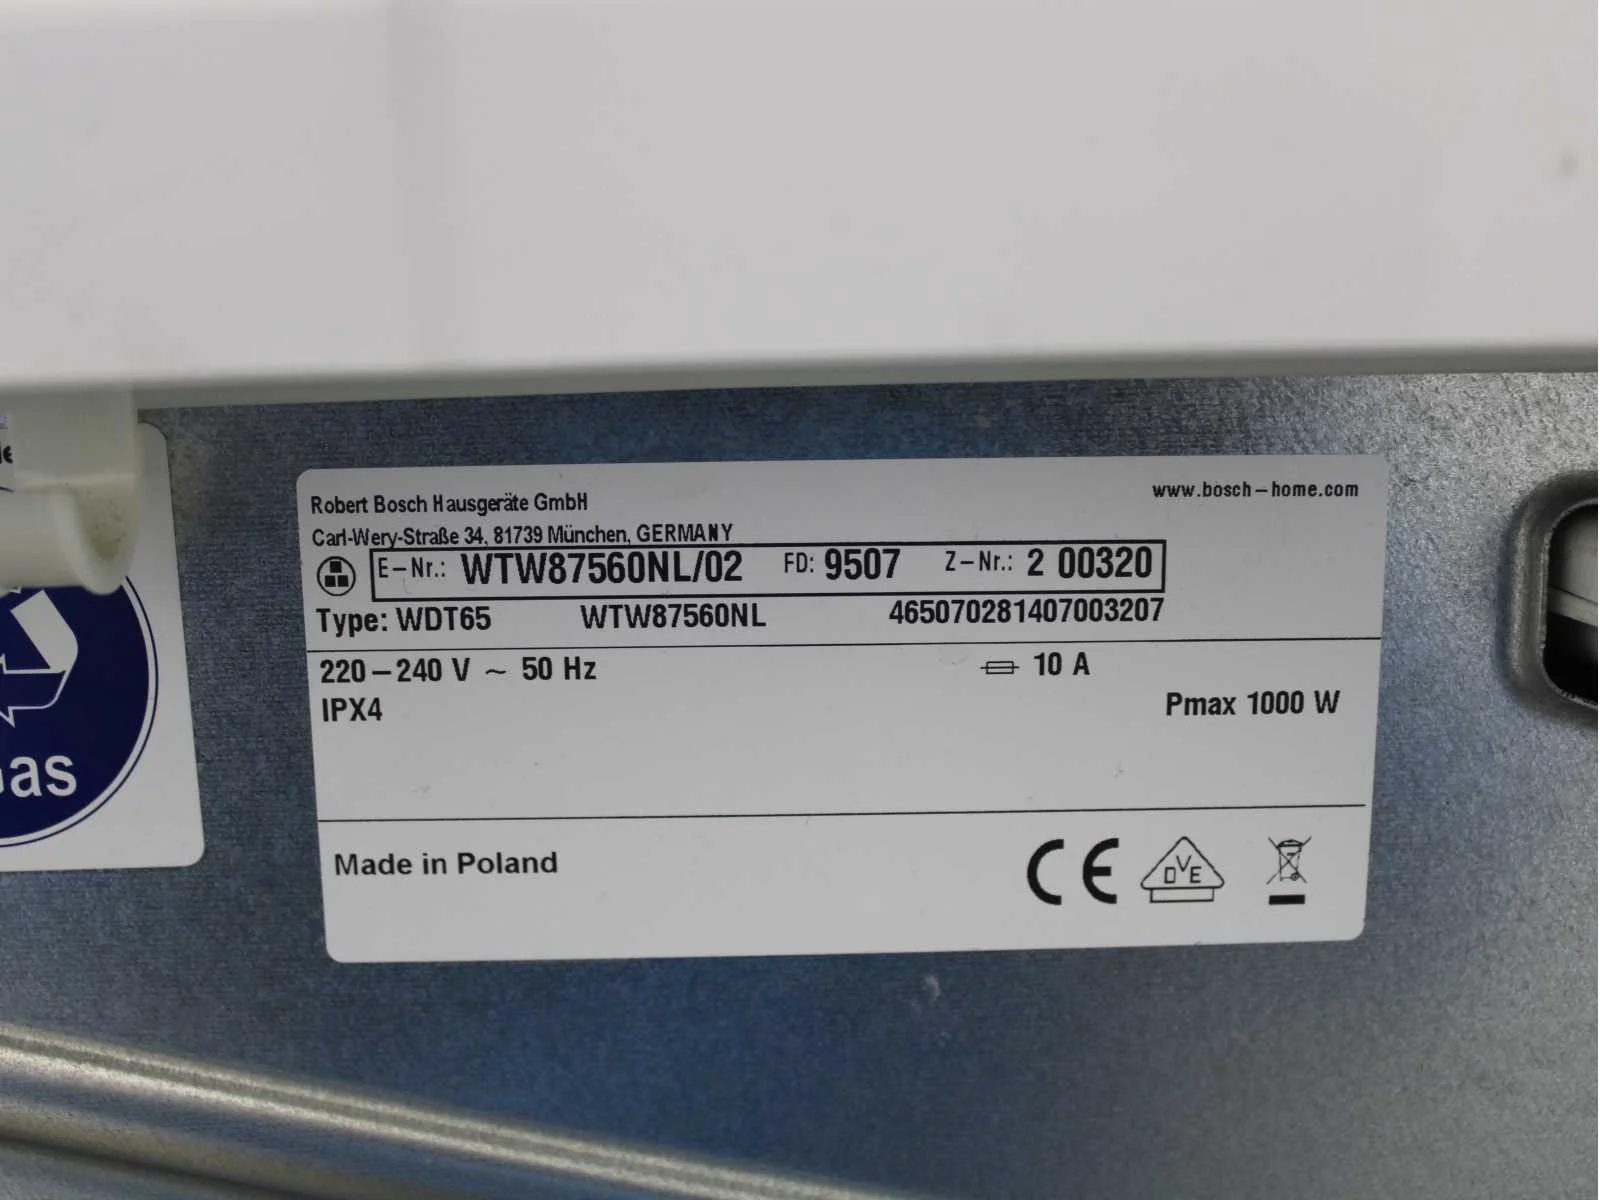 Robert Bosch Hausgeräte GmbH
www.bosch-home.com
Carl-Wery-Straße 34, 81739 München, GERMANY
E-Nr.: WTW87560NL/02 FD: 9507 Z-Nr.: 2 00320
Type: WDT65 WTW87560NL 465070281407003207
220-240 V ~ 50 Hz 10 A
IPX4 Pmax 1000 W
Made in Poland
CE DVE
as